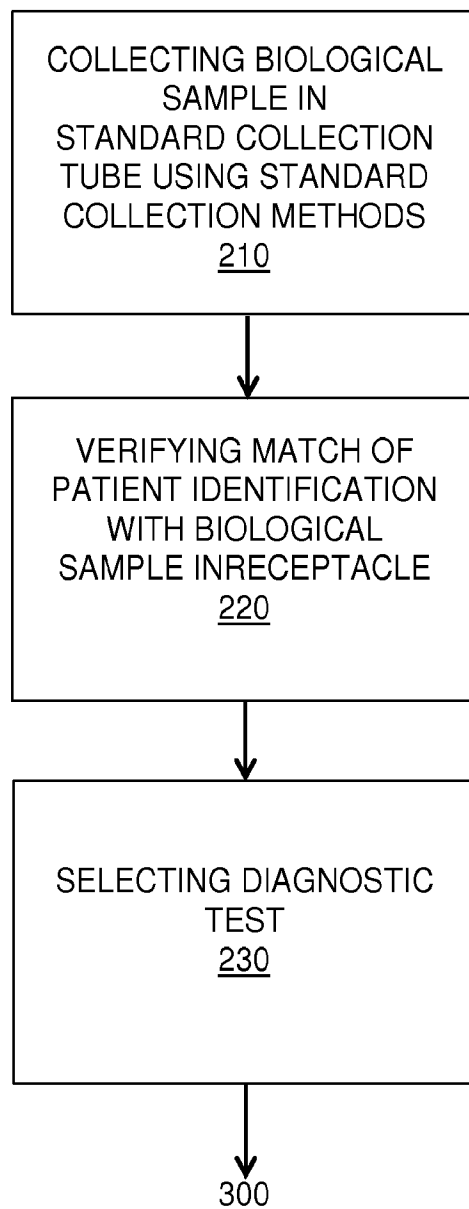 COLLECTING BIOLOGICAL
SAMPLE IN
STANDARD COLLECTION
TUBE USING STANDARD
COLLECTION METHODS
210
VERIFYING MATCH OF
PATIENT IDENTIFICATION
WITH BIOLOGICAL
SAMPLE INRECEPTACLE
220
SELECTING DIAGNOSTIC
TEST
230
300